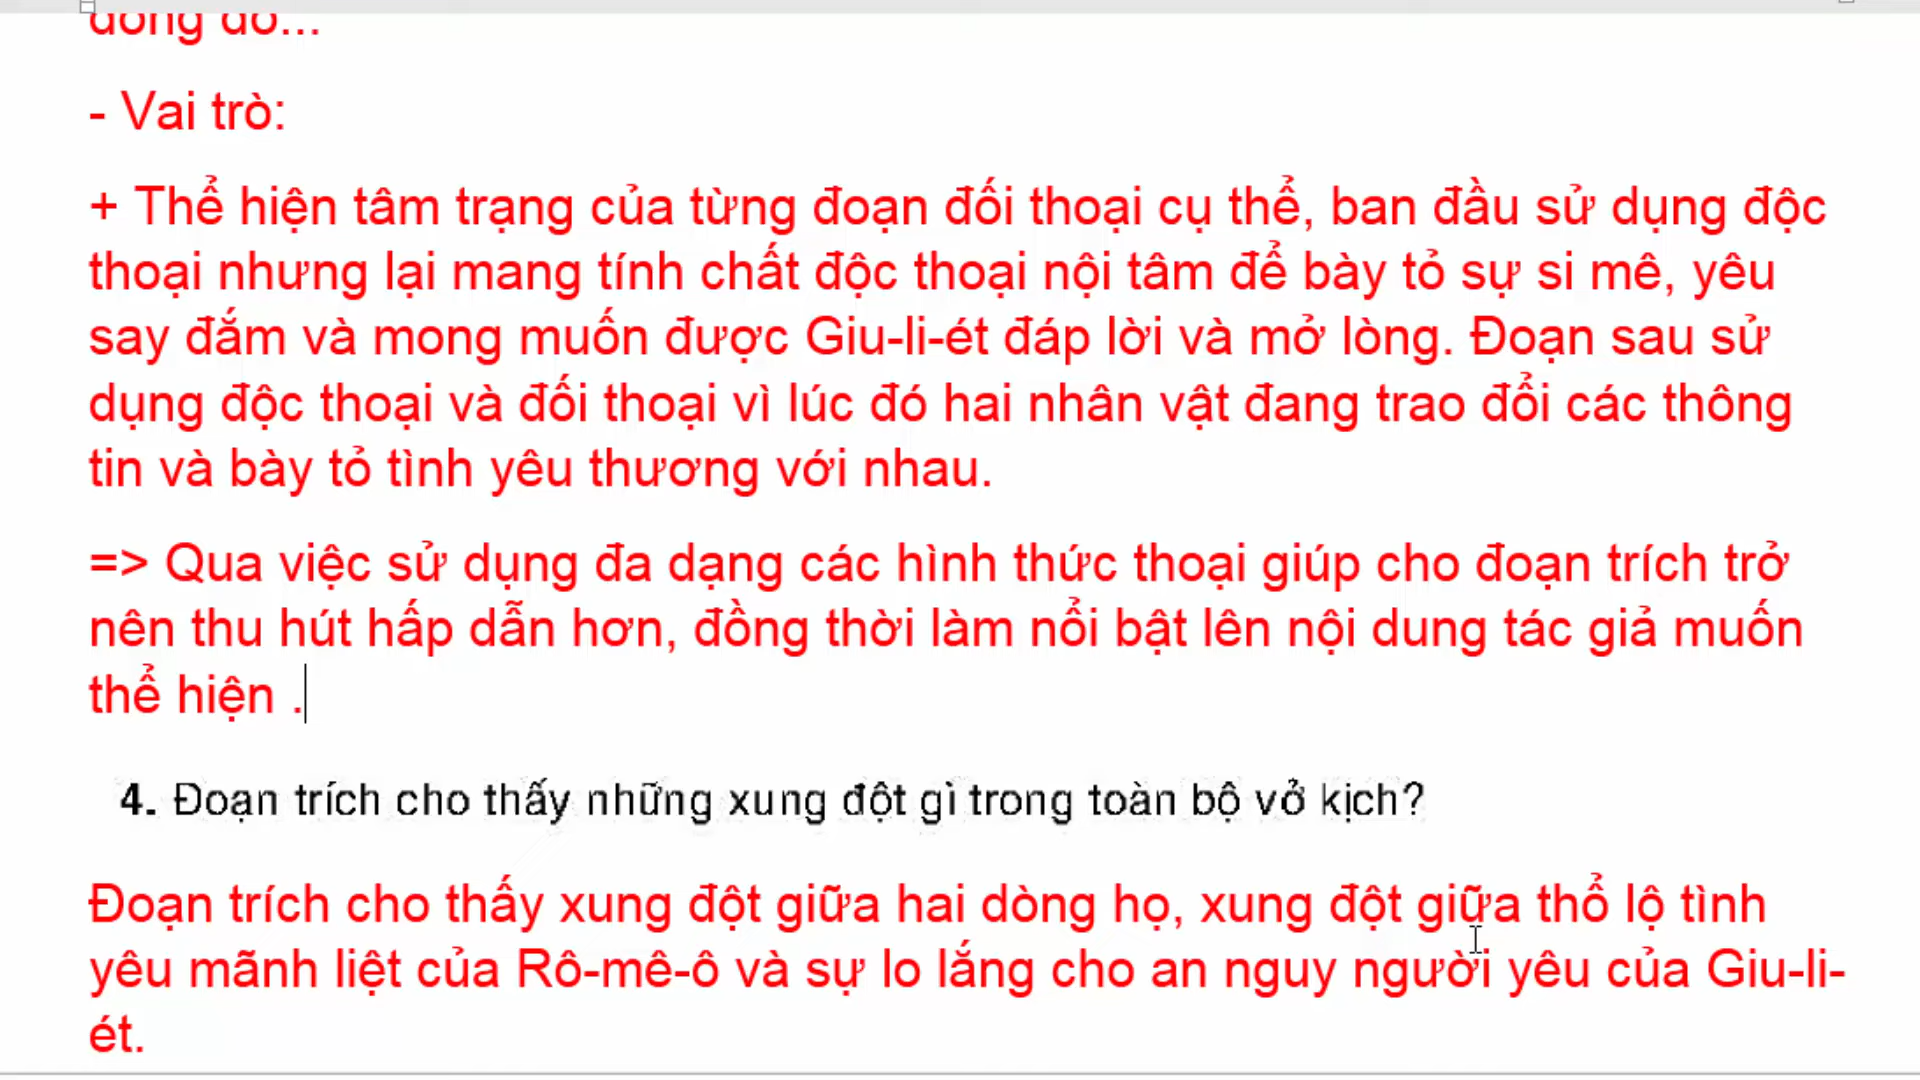 dòng đó...
- Vai trò:
+ Thể hiện tâm trạng của từng đoạn đối thoại cụ thể, ban đầu sử dụng độc
thoại nhưng lại mang tính chất độc thoại nội tâm để bày tỏ sự si mê, yêu
say đắm và mong muốn được Giu-li-ét đáp lời và mở lòng. Đoạn sau sử
dụng độc thoại và đối thoại vì lúc đó hai nhân vật đang trao đổi các thông
tin và bày tỏ tình yêu thương với nhau.
=> Qua việc sử dụng đa dạng các hình thức thoại giúp cho đoạn trích trở
nên thu hút hấp dẫn hơn, đồng thời làm nổi bật lên nội dung tác giả muốn
thể hiện .
4. Đoạn trích cho thấy những xung đột gì trong toàn bộ vở kịch?
Đoạn trích cho thấy xung đột giữa hai dòng họ, xung đột giữa thổ lộ tình
yêu mãnh liệt của Rô-mê-ô và sự lo lắng cho an nguy người yêu của Giu-li-
ét.